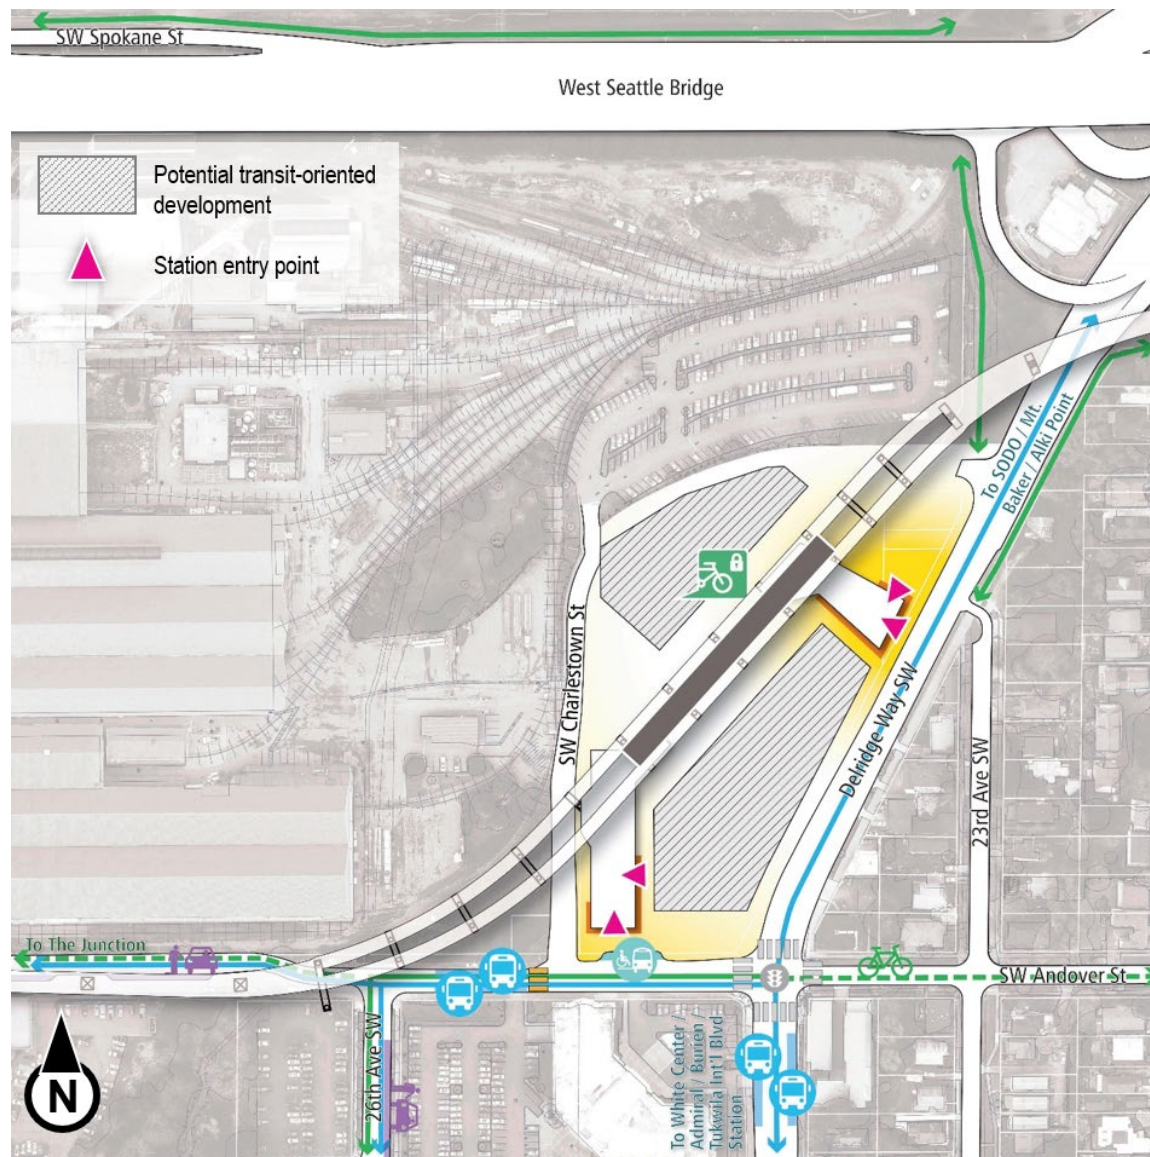 SW Spokane St
West Seattle Bridge
Potential transit-oriented
development
Station entry point
To SODO / Mt.
Baker / Alki Point
SW Charlestown St
Delridge Way SW
23rd Ave SW
To The Junction
SW Andover St
26th Ave SW
To White Center /
Admiral / Burien /
Tukwila Int'l Blvd
Station
N